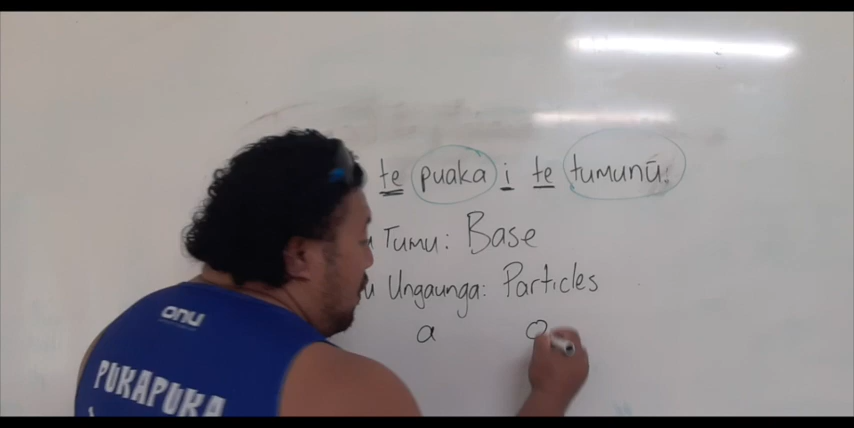 te puaka i te tumunū.
Tumu: Base
Ungaunga: Particles
a o
onu
PUKAPUKA